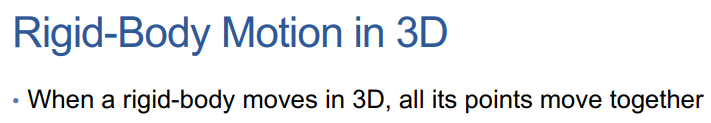 Rigid-Body Motion in 3D
• When a rigid-body moves in 3D, all its points move together